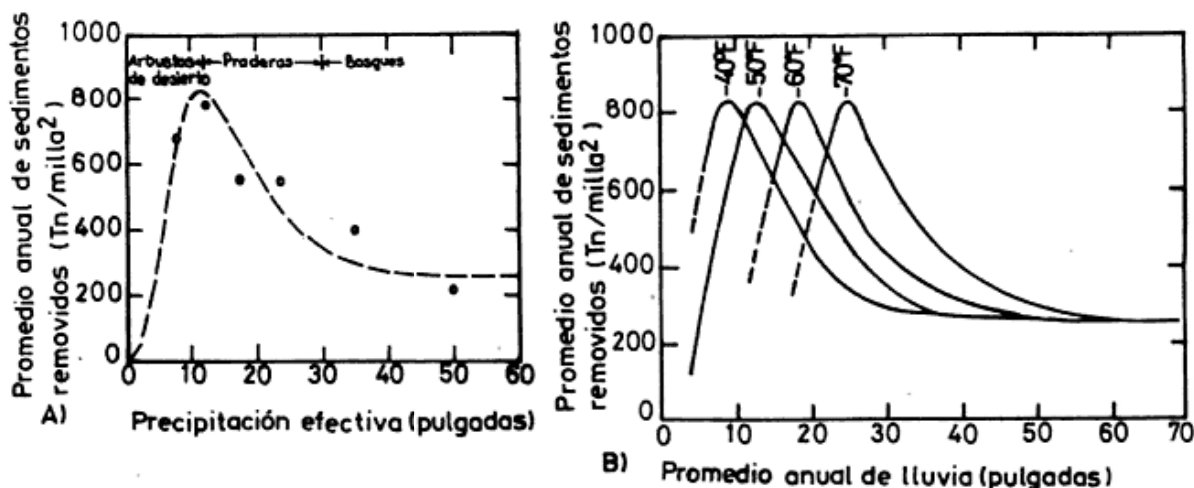 A)
Promedio anual de sedimentos
removidos (Tn/milla²)
1000
800
600
400
200
0
Arbustos
de desierto
Praderas
Bosques
0 10 20 30 40 50 60
Precipitación efectiva (pulgadas)
B)
Promedio anual de sedimentos
removidos (Tn/milla²)
1000
800
600
400
200
0
40°F
50°F
60°F
70°F
10 20 30 40 50 60 70
Promedio anual de lluvia (pulgadas)